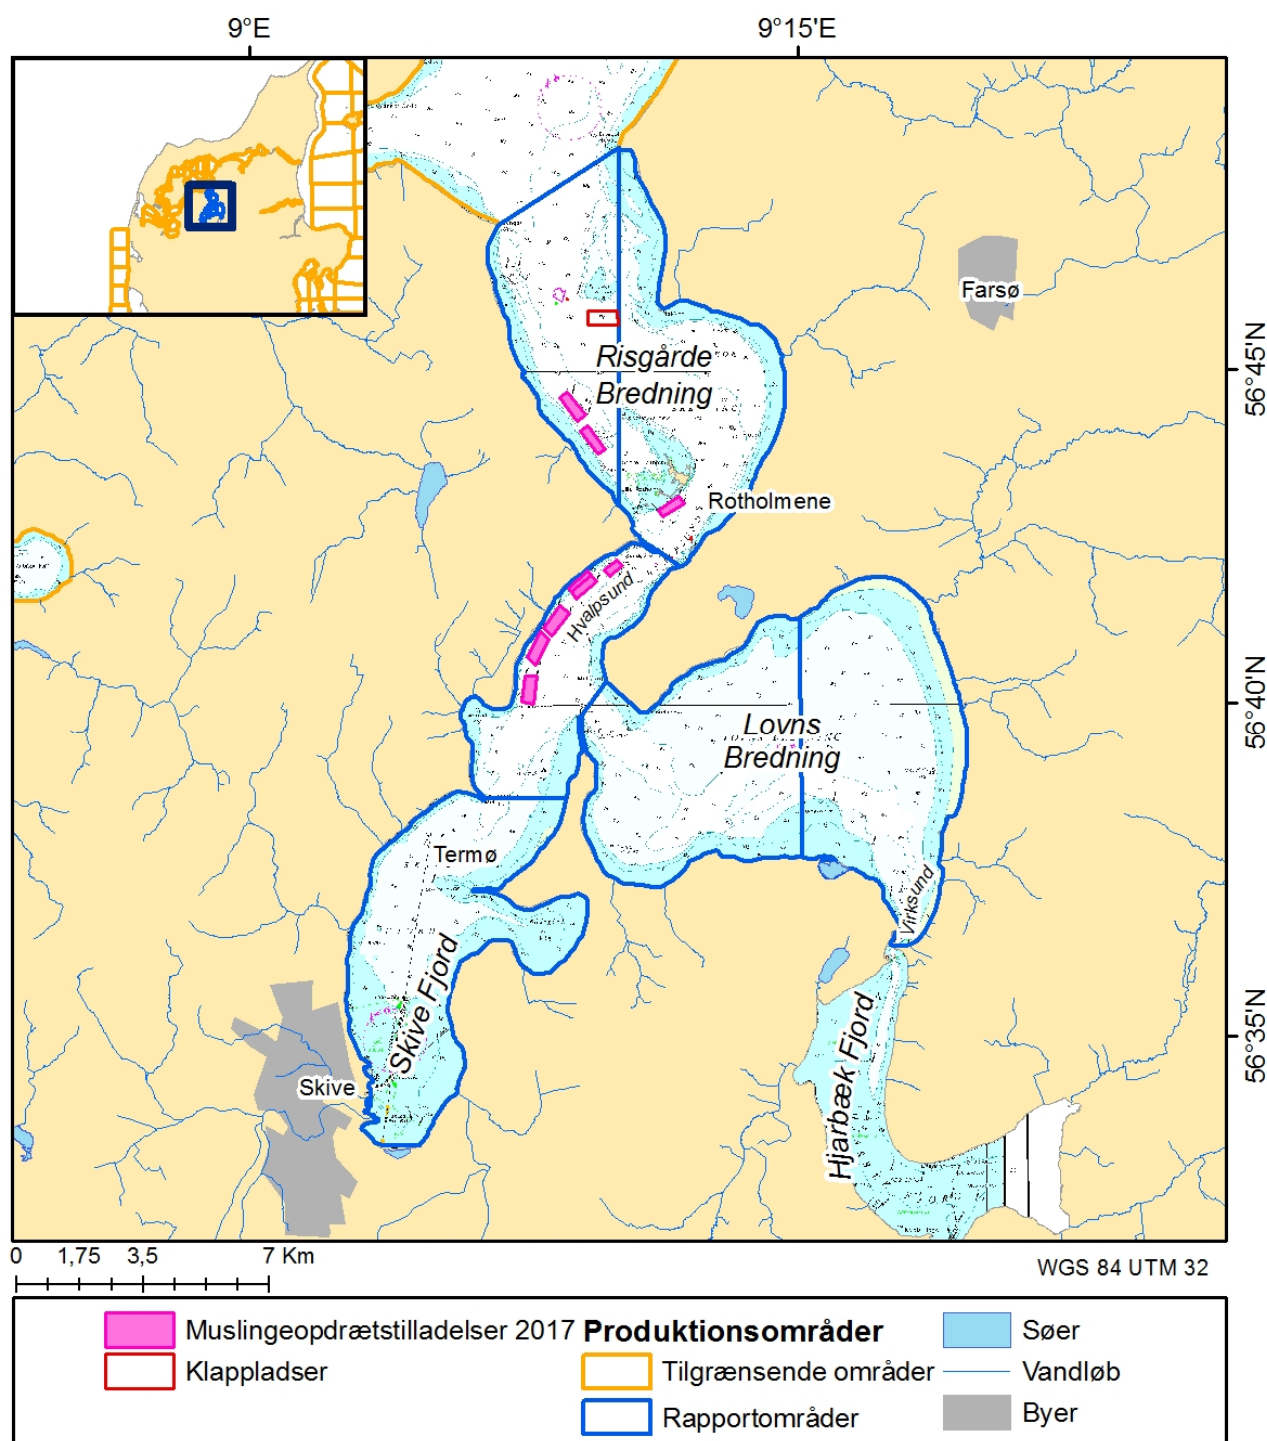 9°E
9°15'E
Farsø
56°45'N
Risgårde
Bredning
Rotholmene
Hvalpsund
56°40'N
Lovns
Bredning
Termø
Virksund
Skive Fjord
Hjarbæk Fjord
56°35'N
Skive
0 1,75 3,5 7 Km
WGS 84 UTM 32
Muslingeopdrætstilladelser 2017
Klappladser
Produktionsområder
Tilgrænsende områder
Rapportområder
Søer
Vandløb
Byer